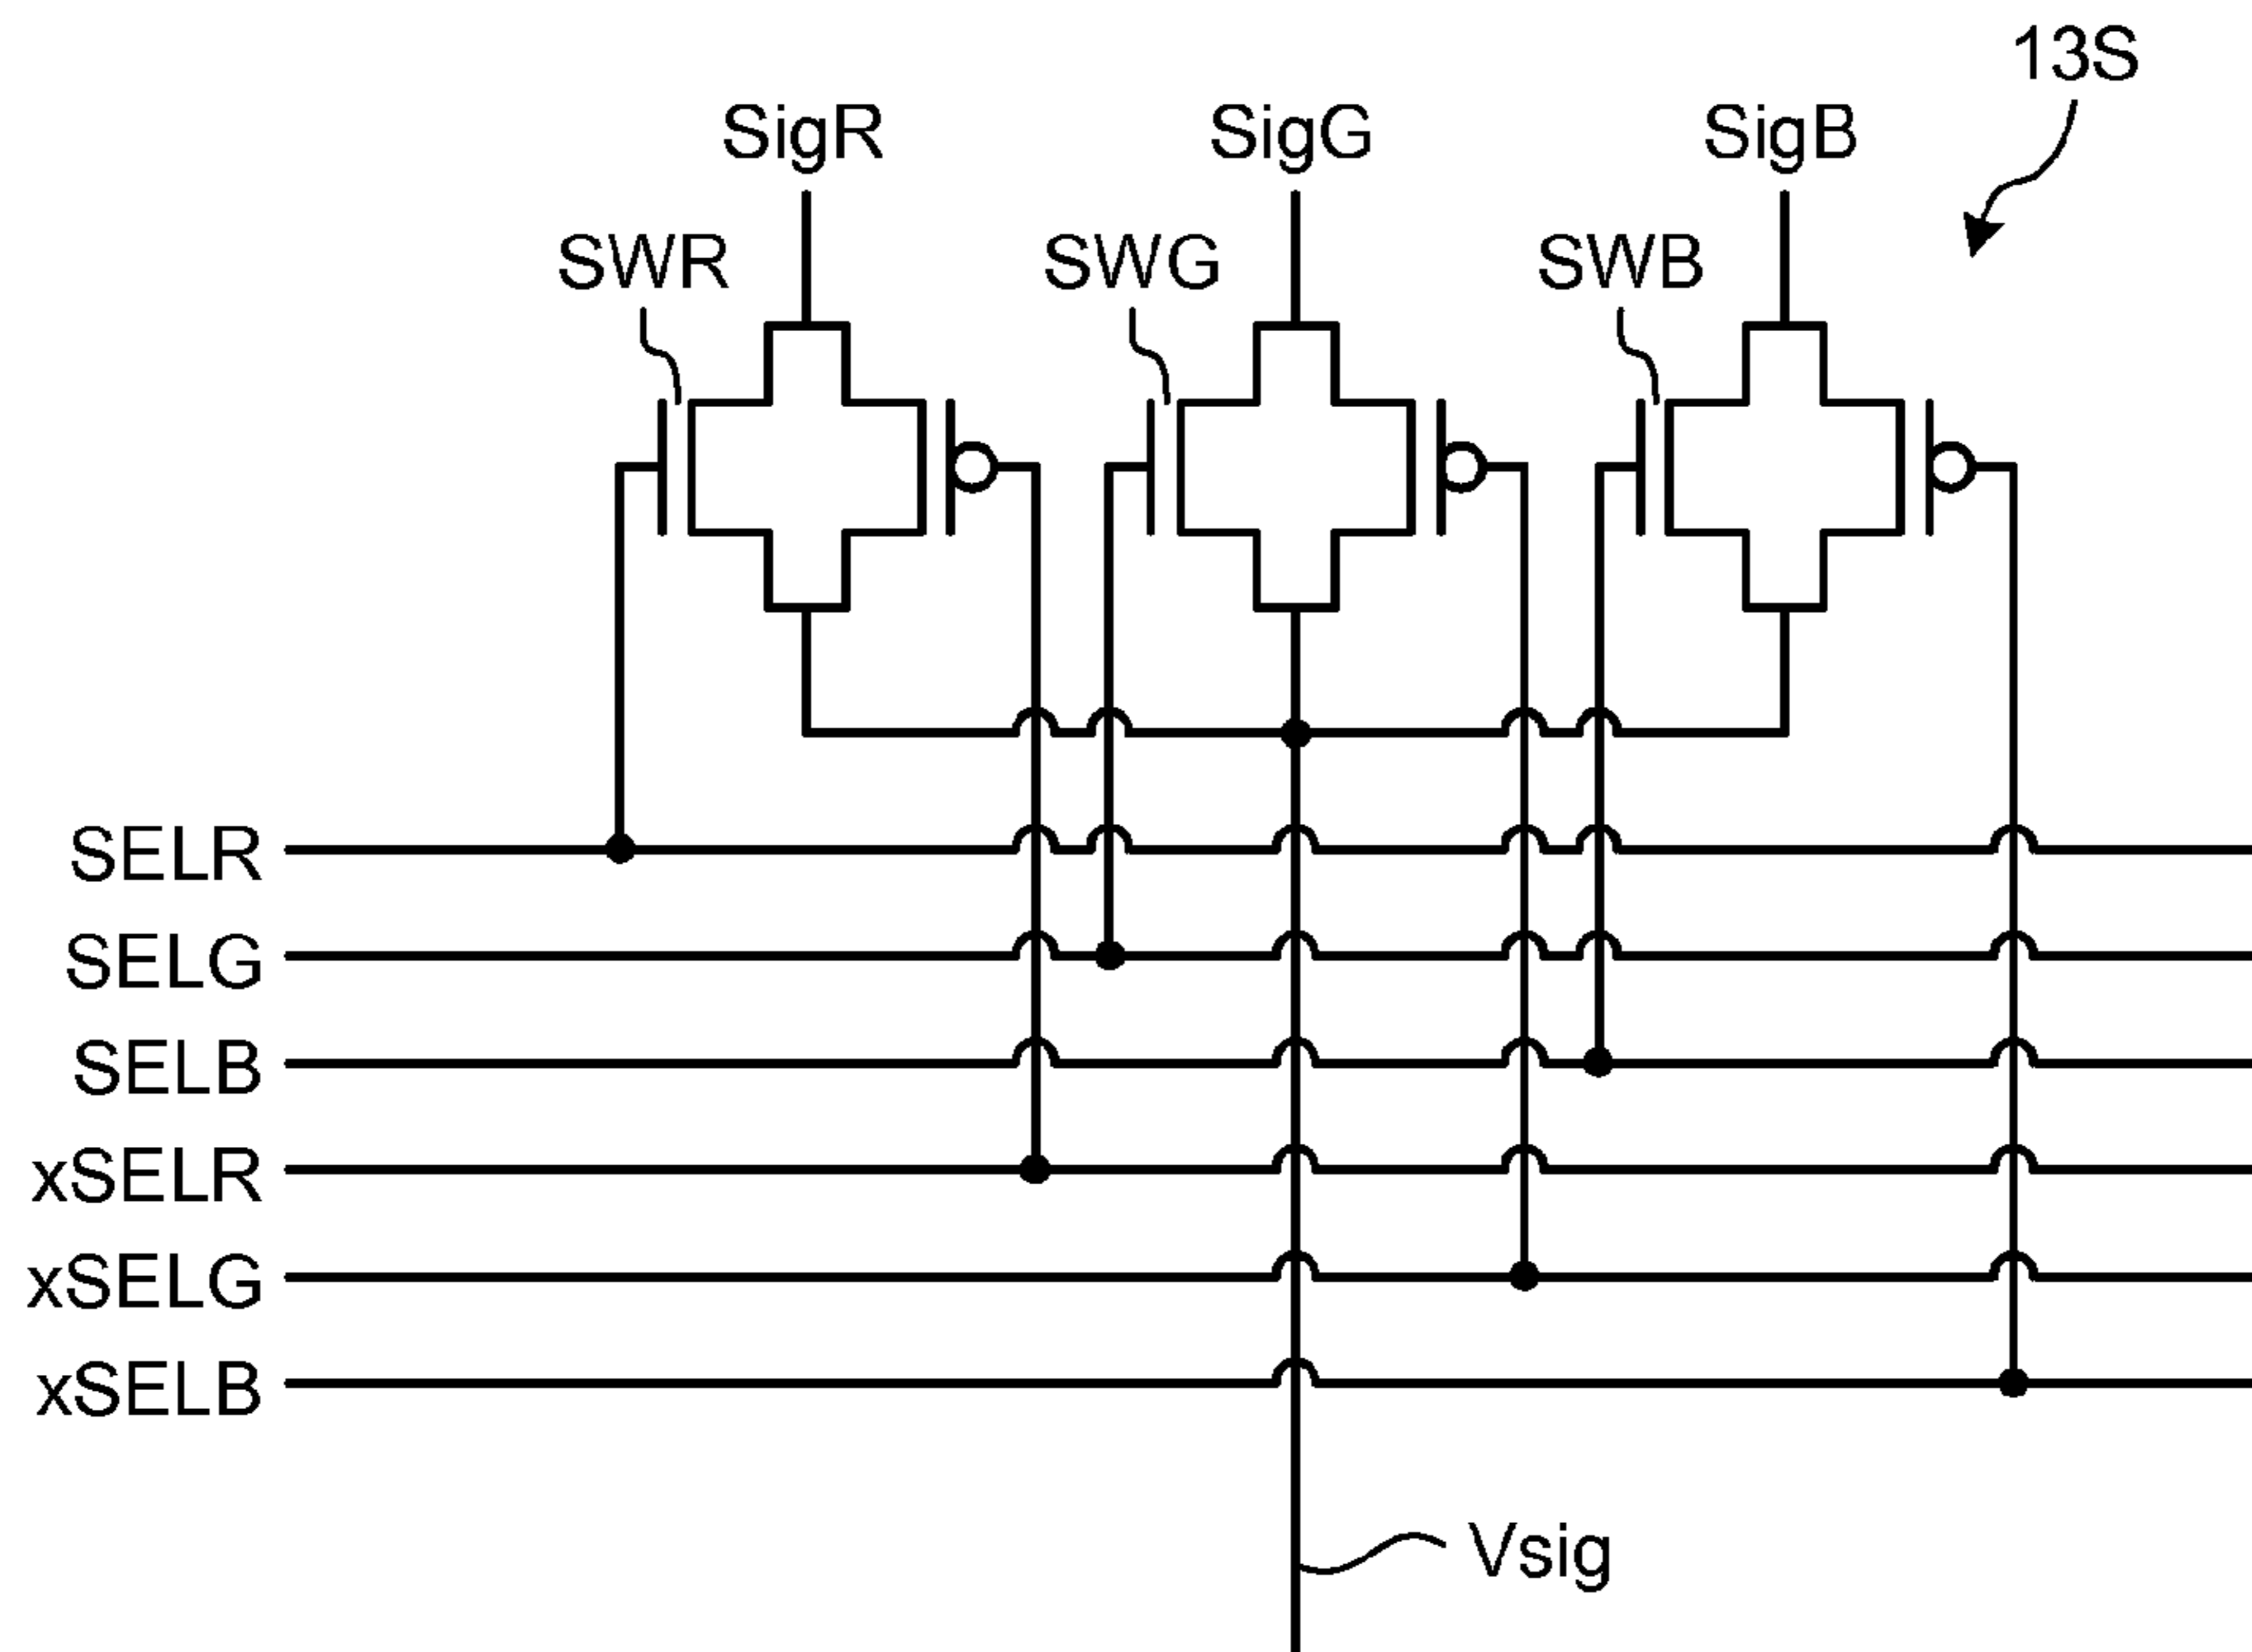 13S
SigR SigG SigB
SWR SWG SWB
SELR
SELG
SELB
xSELR
xSELG
xSELB
Vsig